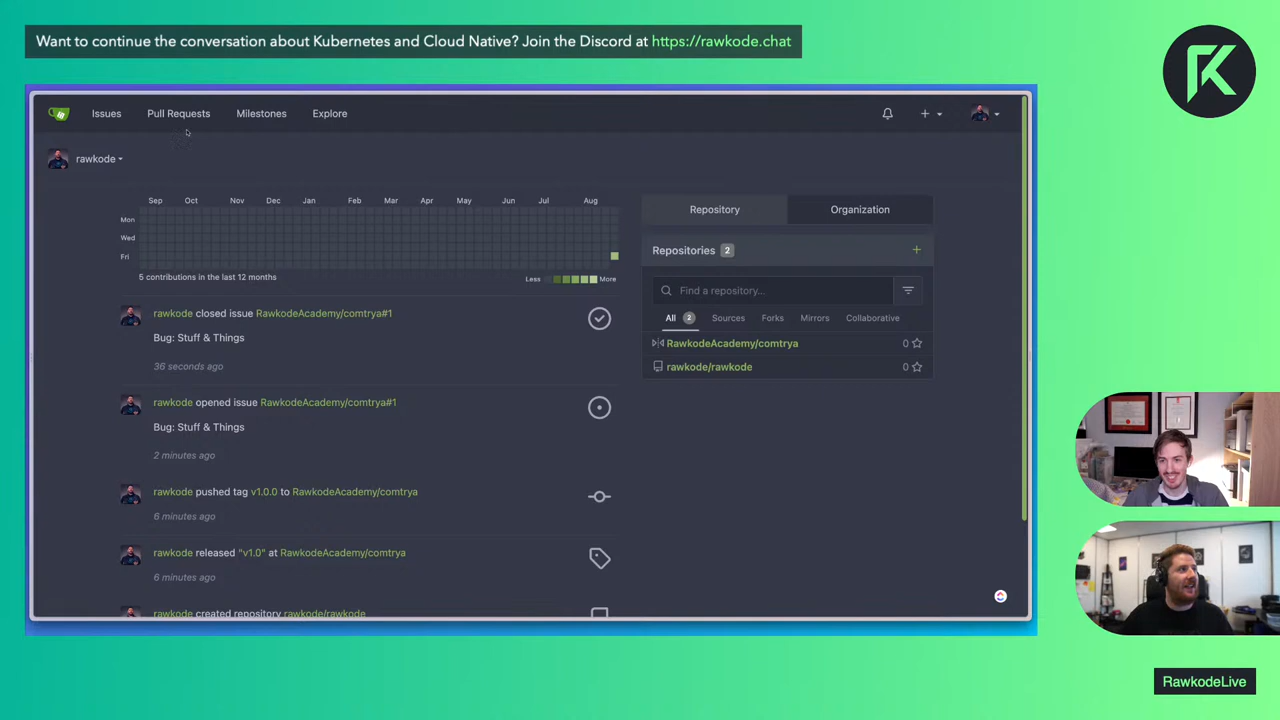 Want to continue the conversation about Kubernetes and Cloud Native? Join the Discord at https://rawkode.chat
Issues Pull Requests Milestones Explore
rawkode
Sep Oct Nov Dec Jan Feb Mar Apr May Jun Jul Aug
Mon
Wed
Fri
5 contributions in the last 12 months
Less More
rawkode closed issue RawkodeAcademy/comtrya#1
Bug: Stuff & Things
36 seconds ago
rawkode opened issue RawkodeAcademy/comtrya#1
Bug: Stuff & Things
2 minutes ago
rawkode pushed tag v1.0.0 to RawkodeAcademy/comtrya
6 minutes ago
rawkode released "v1.0" at RawkodeAcademy/comtrya
6 minutes ago
rawkode created repository rawkode/rawkode
Repository Organization
Repositories 2
Find a repository...
All 2 Sources Forks Mirrors Collaborative
RawkodeAcademy/comtrya 0
rawkode/rawkode 0
RawkodeLive